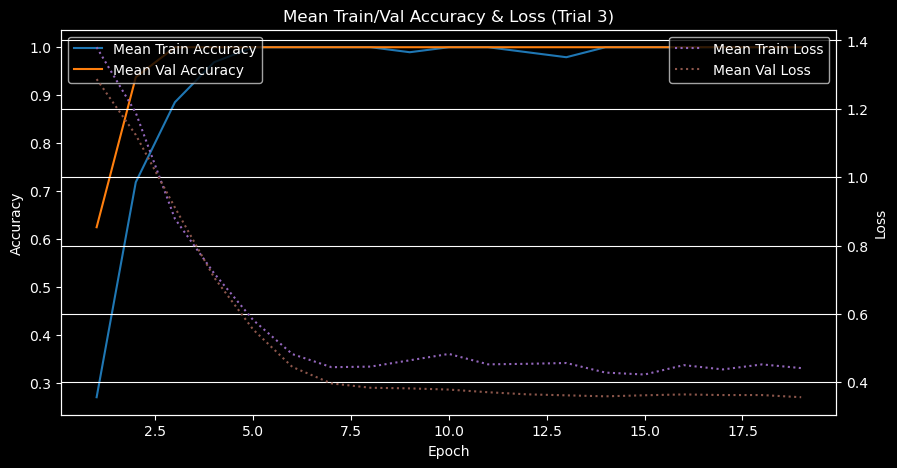 Mean Train/Val Accuracy & Loss (Trial 3)
Mean Train Accuracy
Mean Val Accuracy
Mean Train Loss
Mean Val Loss
1.0
0.9
0.8
0.7
0.6
0.5
0.4
0.3
Accuracy
1.4
1.2
1.0
0.8
0.6
0.4
Loss
2.5 5.0 7.5 10.0 12.5 15.0 17.5
Epoch